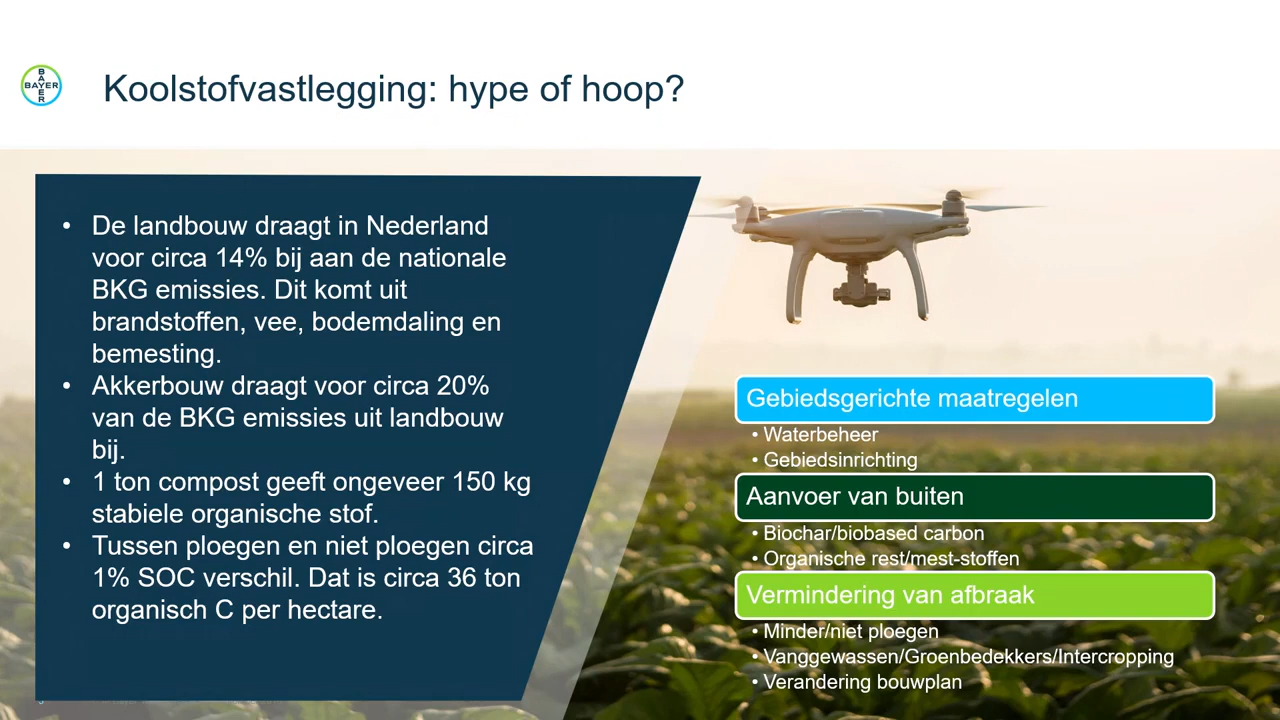 BAYER
BAYER
Koolstofvastlegging: hype of hoop?
• De landbouw draagt in Nederland
voor circa 14% bij aan de nationale
BKG emissies. Dit komt uit
brandstoffen, vee, bodemdaling en
bemesting.
• Akkerbouw draagt voor circa 20%
van de BKG emissies uit landbouw
bij.
• 1 ton compost geeft ongeveer 150 kg
stabiele organische stof.
• Tussen ploegen en niet ploegen circa
1% SOC verschil. Dat is circa 36 ton
organisch C per hectare.
Gebiedsgerichte maatregelen
• Waterbeheer
• Gebiedsinrichting
Aanvoer van buiten
• Biochar/biobased carbon
• Organische rest/mest-stoffen
Vermindering van afbraak
• Minder/niet ploegen
• Vanggewassen/Groenbedekkers/Intercropping
• Verandering bouwplan